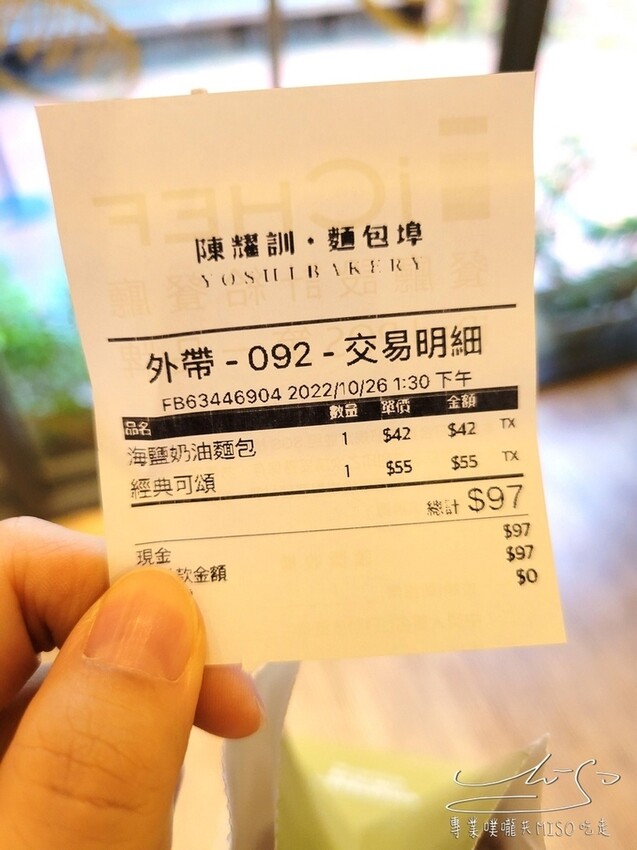 iCHEF
陳耀訓・麵包埠
YOSHI BAKERY
外帶 - 092 - 交易明細
FB63446904 2022/10/26 1:30 下午
品名 數量 單價 金額
海鹽奶油麵包 1 $42 $42 TX
經典可頌 1 $55 $55 TX
總計 $97
現金 $97
款金額 $97
$0
專業噗嚨共MISO吃走